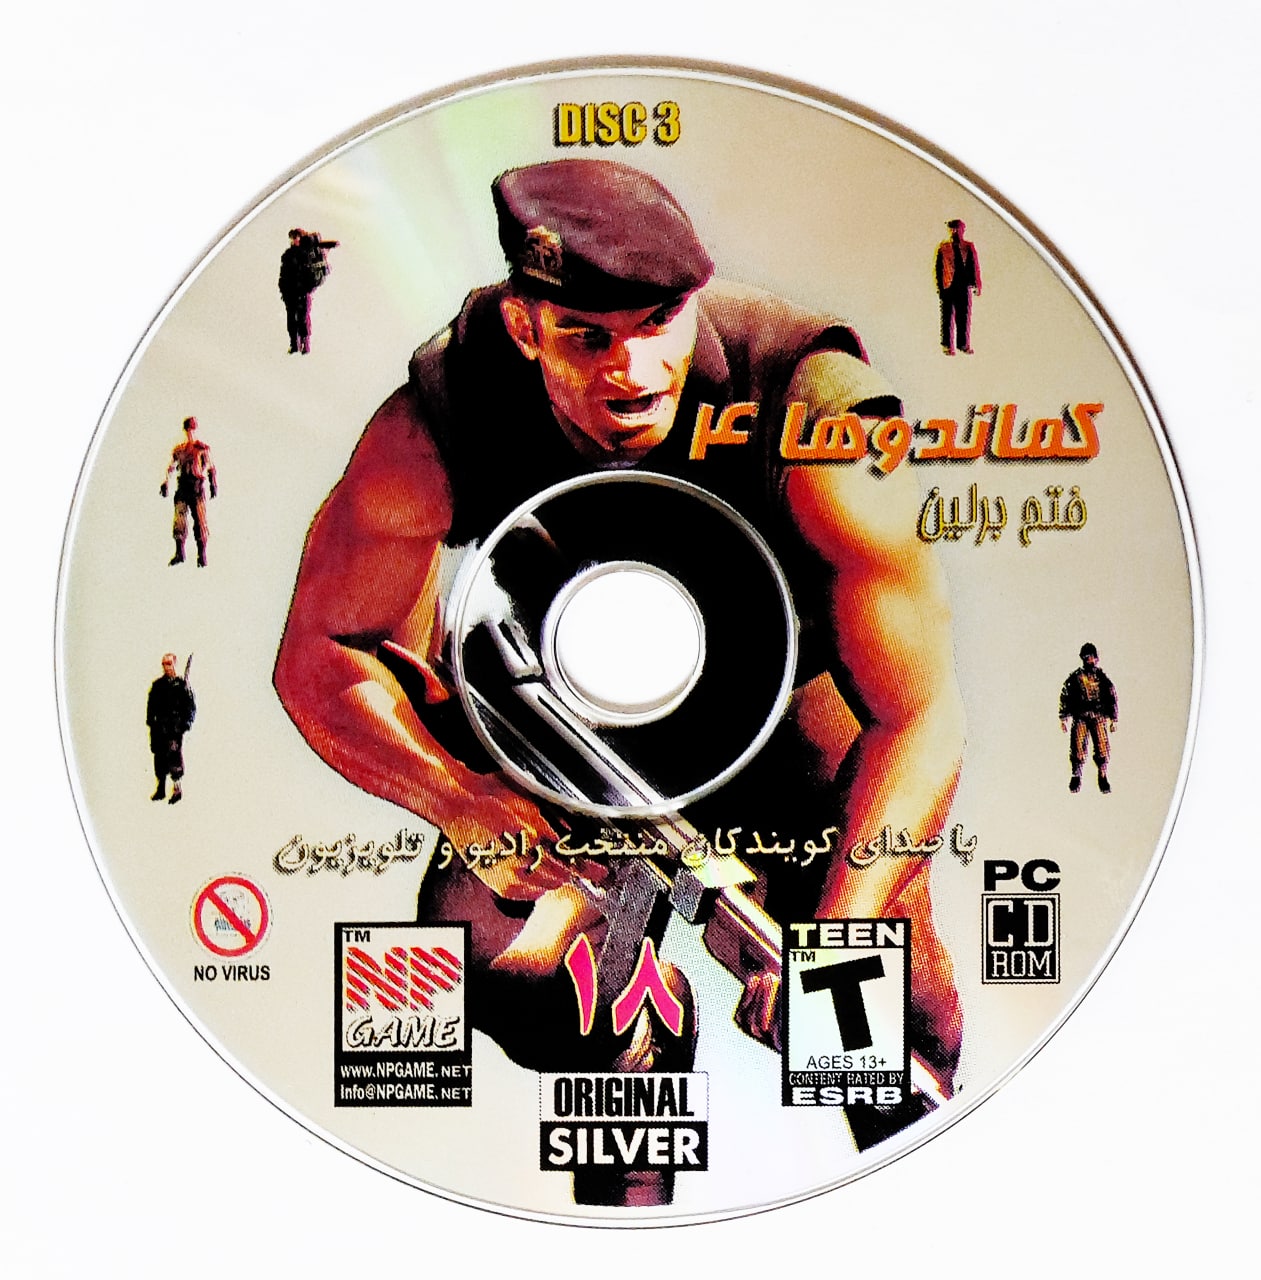 DISC 3
کماندوها ۴
فتح برلین
با صدای گویندگان منتخب رادیو و تلویزیون
NO VIRUS
TM
NP
GAME
www.NPGAME.NET
Info@NPGAME.NET
۱۸
TEEN
TM
T
AGES 13+
CONTENT RATED BY
ESRB
PC
CD
ROM
ORIGINAL
SILVER